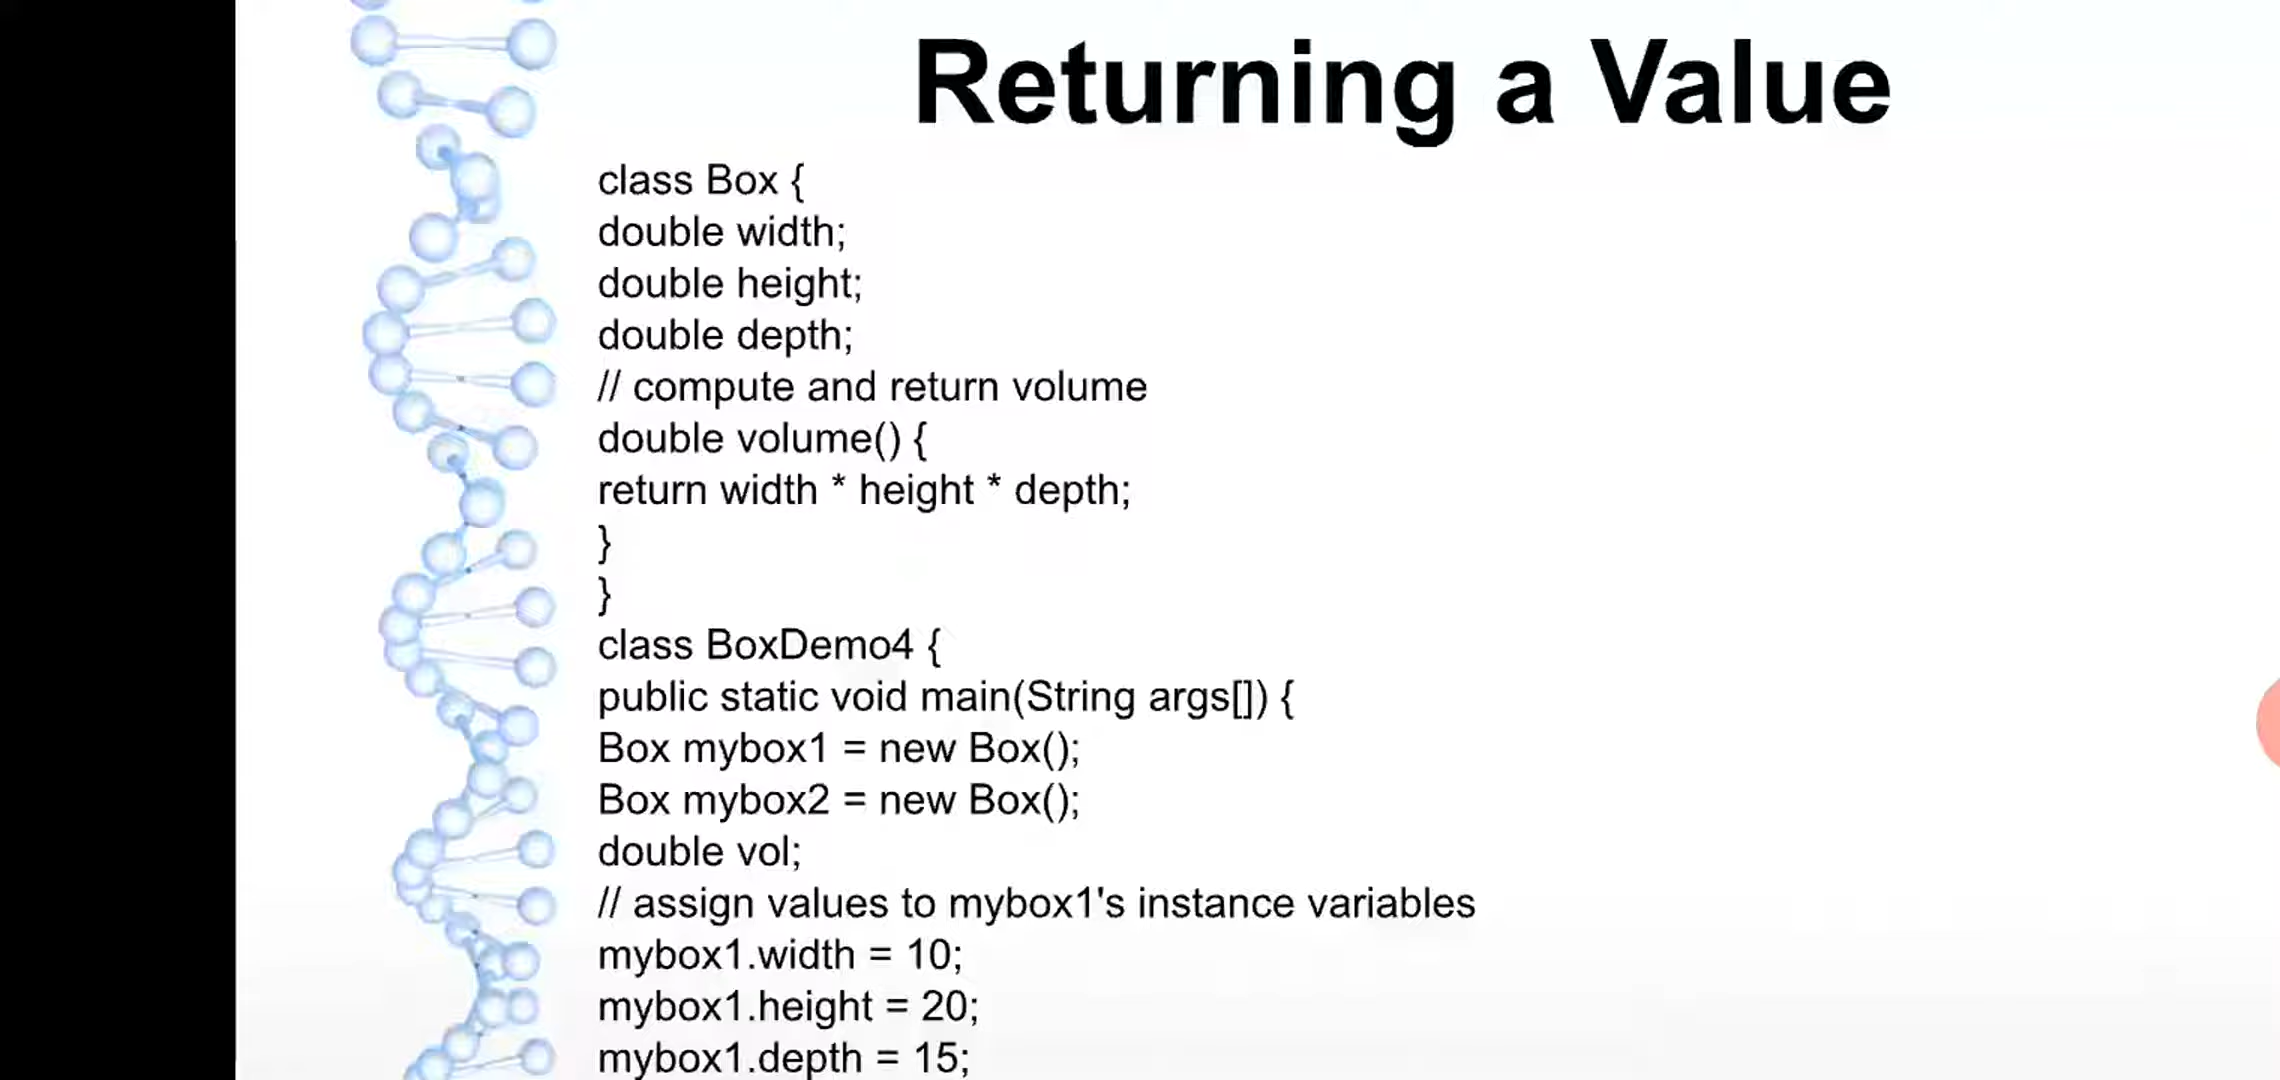 Returning a Value
class Box {
double width;
double height;
double depth;
// compute and return volume
double volume() {
return width * height * depth;
}
}
class BoxDemo4 {
public static void main(String args[]) {
Box mybox1 = new Box();
Box mybox2 = new Box();
double vol;
// assign values to mybox1's instance variables
mybox1.width = 10;
mybox1.height = 20;
mybox1.depth = 15;